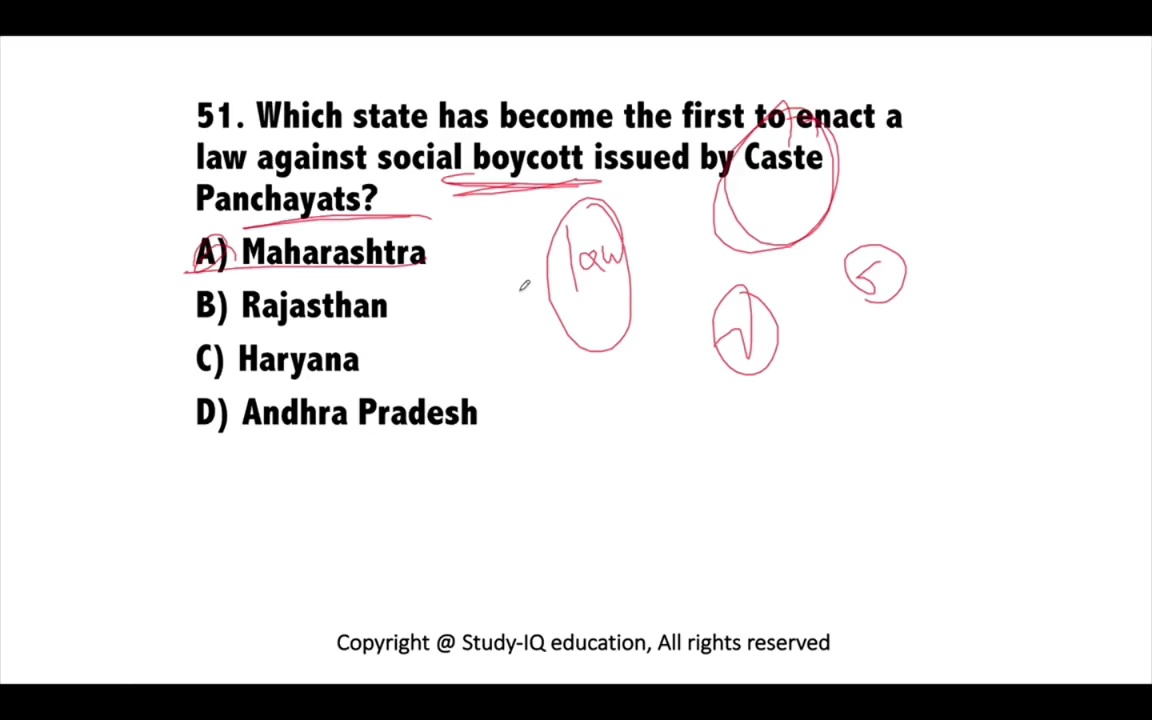 51. Which state has become the first to enact a
law against social boycott issued by Caste
Panchayats?
A) Maharashtra
law
5
B) Rajasthan
C) Haryana
D) Andhra Pradesh
Copyright @ Study-IQ education, All rights reserved